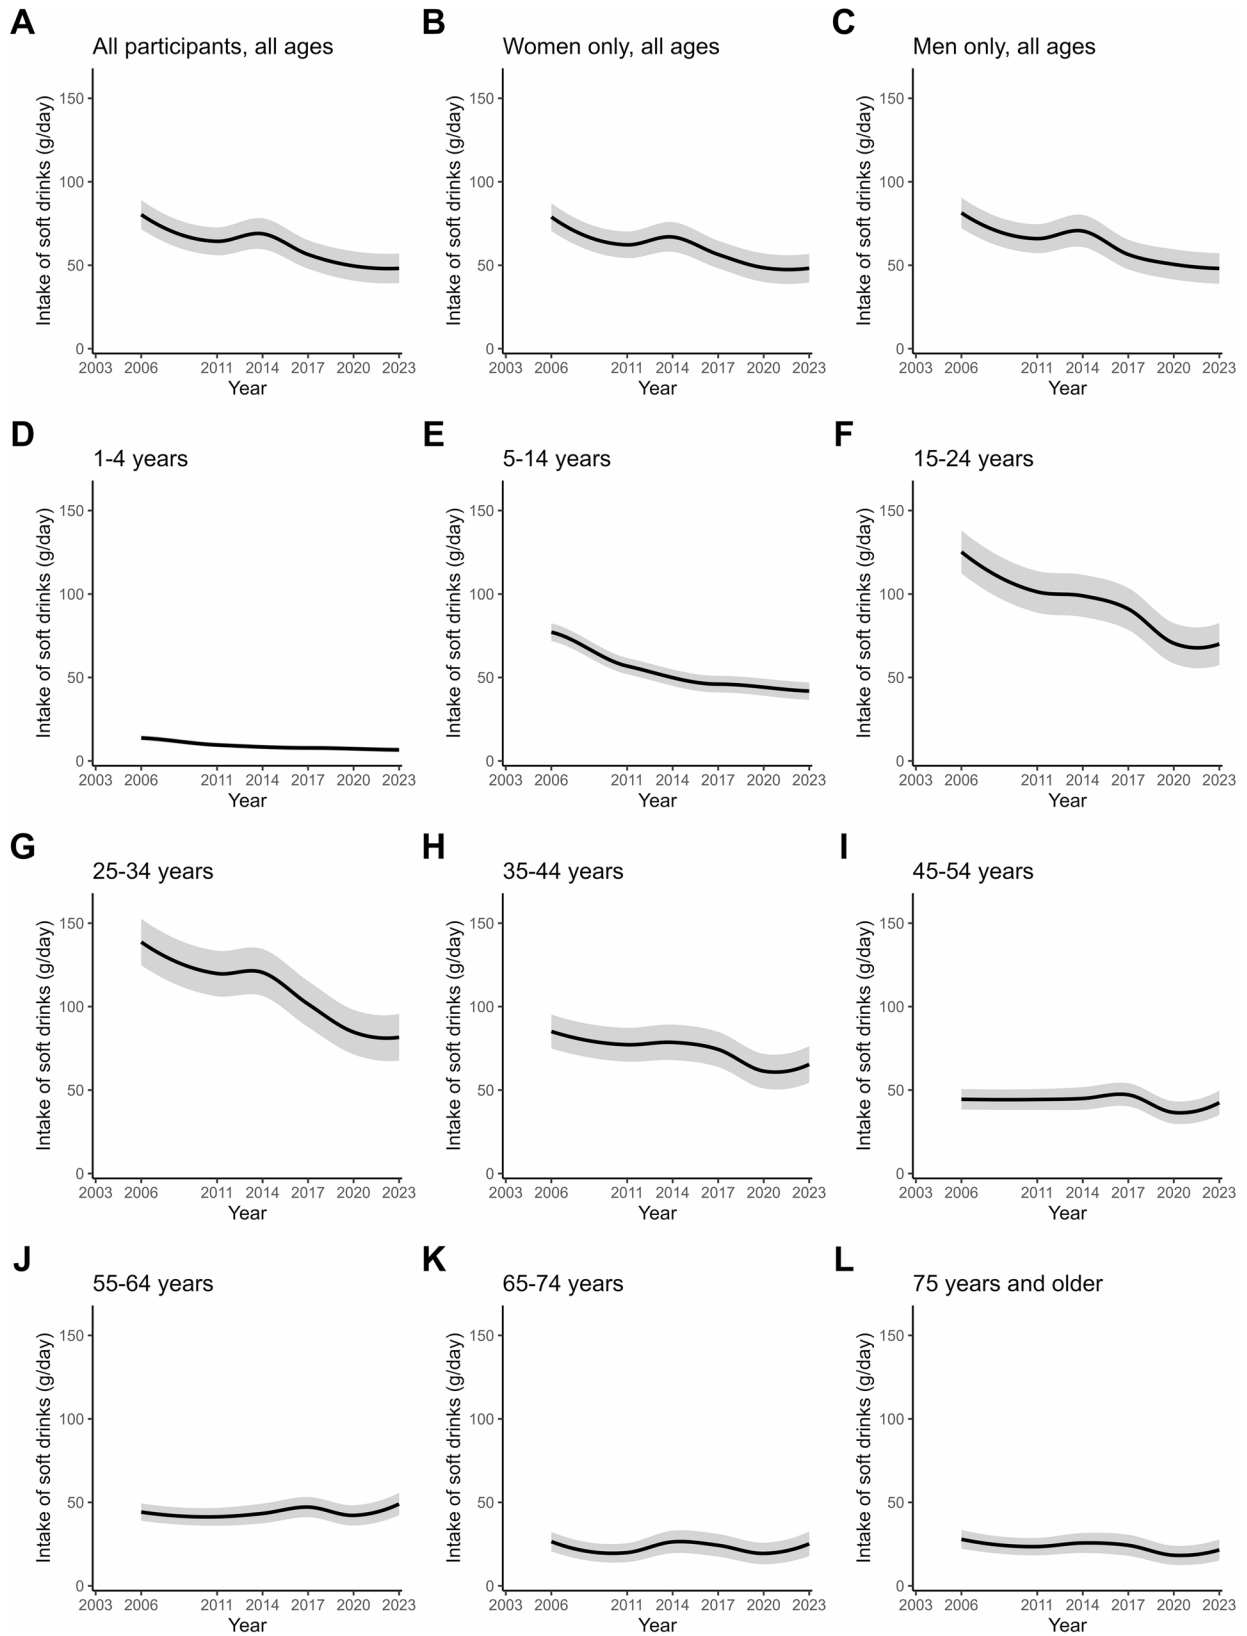 A B C
All participants, all ages Women only, all ages Men only, all ages
Intake of soft drinks (g/day) Intake of soft drinks (g/day) Intake of soft drinks (g/day)
150 150 150
100 100 100
50 50 50
0 0 0
2003 2006 2011 2014 2017 2020 2023 2003 2006 2011 2014 2017 2020 2023 2003 2006 2011 2014 2017 2020 2023
Year Year Year
D E F
1-4 years 5-14 years 15-24 years
Intake of soft drinks (g/day) Intake of soft drinks (g/day) Intake of soft drinks (g/day)
150 150 150
100 100 100
50 50 50
0 0 0
2003 2006 2011 2014 2017 2020 2023 2003 2006 2011 2014 2017 2020 2023 2003 2006 2011 2014 2017 2020 2023
Year Year Year
G H I
25-34 years 35-44 years 45-54 years
Intake of soft drinks (g/day) Intake of soft drinks (g/day) Intake of soft drinks (g/day)
150 150 150
100 100 100
50 50 50
0 0 0
2003 2006 2011 2014 2017 2020 2023 2003 2006 2011 2014 2017 2020 2023 2003 2006 2011 2014 2017 2020 2023
Year Year Year
J K L
55-64 years 65-74 years 75 years and older
Intake of soft drinks (g/day) Intake of soft drinks (g/day) Intake of soft drinks (g/day)
150 150 150
100 100 100
50 50 50
0 0 0
2003 2006 2011 2014 2017 2020 2023 2003 2006 2011 2014 2017 2020 2023 2003 2006 2011 2014 2017 2020 2023
Year Year Year